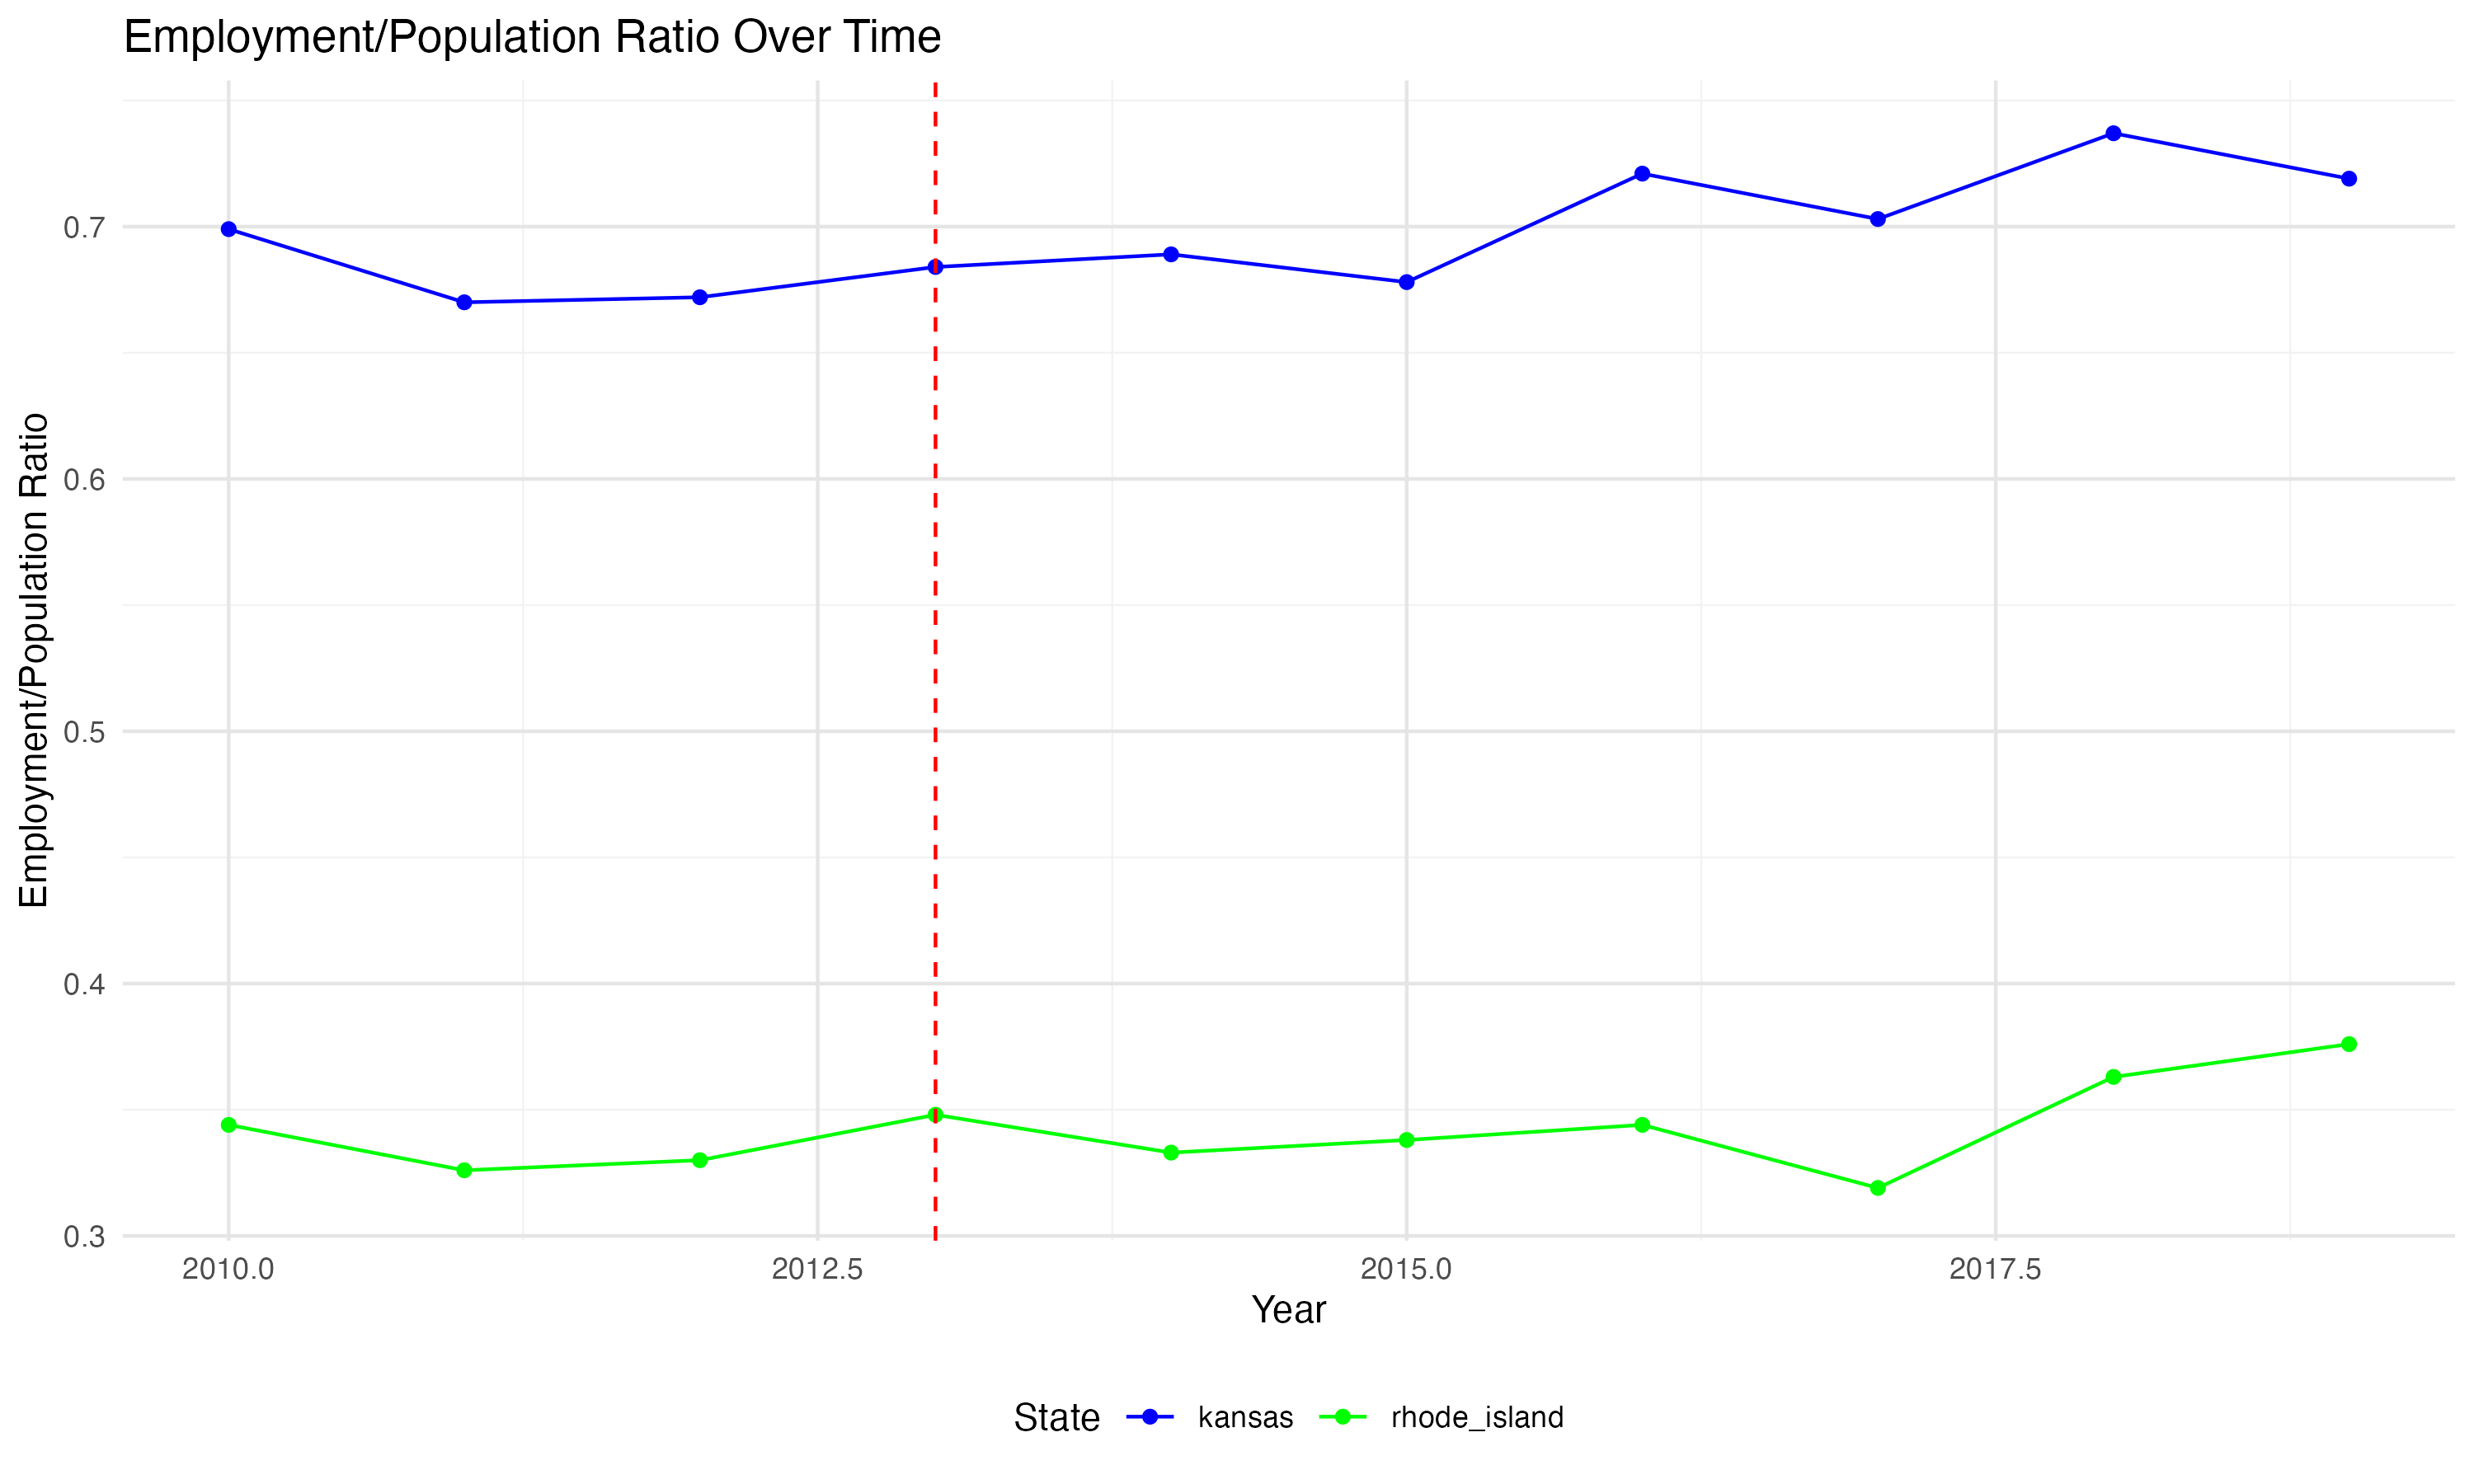 Employment/Population Ratio Over Time
Employment/Population Ratio
0.7
0.6
0.5
0.4
0.3
2010.0 2012.5 2015.0 2017.5
Year
State kansas rhode_island